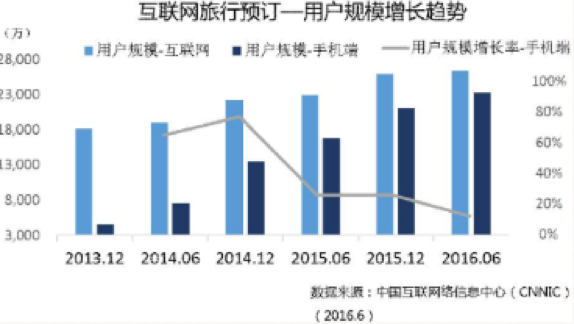 互联网旅行预订—用户规模增长趋势
（万）
用户规模-互联网 用户规模-手机端 用户规模增长率-手机端
28,000
100%
23,000
80%
18,000
60%
13,000
40%
8,000
20%
3,000
0%
2013.12 2014.06 2014.12 2015.06 2015.12 2016.06
数据来源：中国互联网络信息中心（CNNIC）
（2016.6）